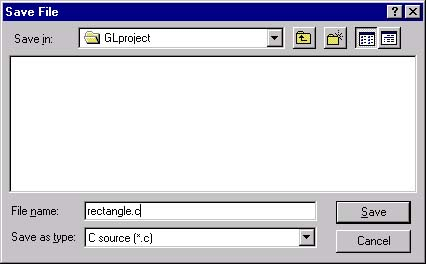 Save File
Save in: GLproject
File name: rectangle.c
Save
Save as type: C source (*.c)
Cancel